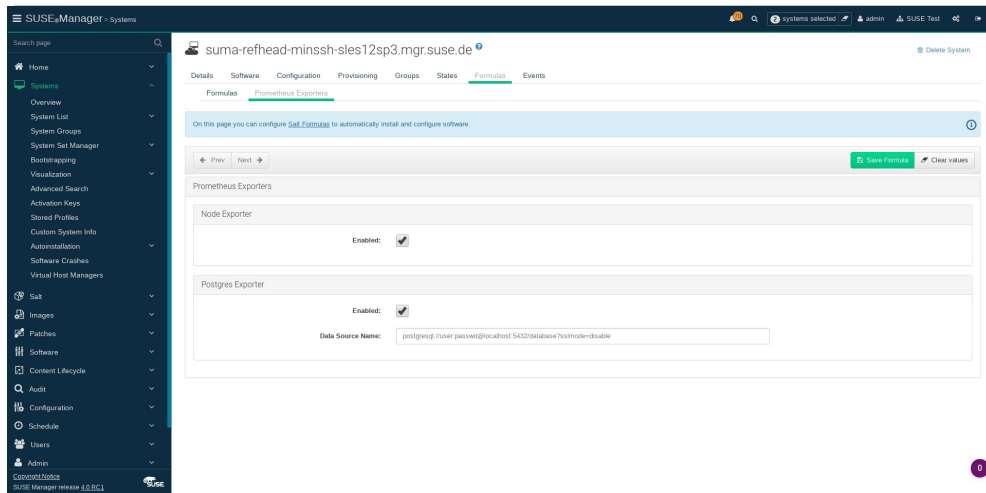 SUSE Manager > Systems
70
2 systems selected
admin
SUSE Test
Search page
Home
Systems
Overview
System List
System Groups
System Set Manager
Bootstrapping
Visualization
Advanced Search
Activation Keys
Stored Profiles
Custom System Info
Autoinstallation
Software Crashes
Virtual Host Managers
Salt
Images
Patches
Software
Content Lifecycle
Audit
Configuration
Schedule
Users
Admin
Copyright Notice
SUSE Manager release 4.0 RC1
SUSE
suma-refhead-minssh-sles12sp3.mgr.suse.de ?
Delete System
Details Software Configuration Provisioning Groups States Formulas Events
Formulas Prometheus Exporters
On this page you can configure Salt Formulas to automatically install and configure software.
Prev Next
Save Formula Clear values
Prometheus Exporters
Node Exporter
Enabled:
Postgres Exporter
Enabled:
Data Source Name: postgresql://user:passwd@localhost:5432/database?sslmode=disable
0